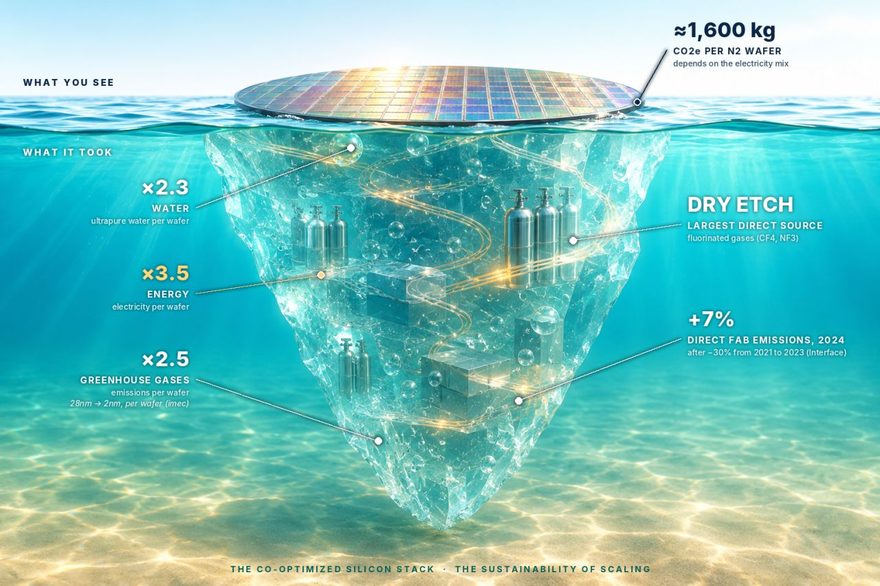 ≈1,600 kg
CO2e PER N2 WAFER
depends on the electricity mix
WHAT YOU SEE
WHAT IT TOOK
×2.3
WATER
ultrapure water per wafer
×3.5
ENERGY
electricity per wafer
×2.5
GREENHOUSE GASES
emissions per wafer
28nm → 2nm, per wafer (imec)
DRY ETCH
LARGEST DIRECT SOURCE
fluorinated gases (CF4, NF3)
+7%
DIRECT FAB EMISSIONS, 2024
after −30% from 2021 to 2023 (Interface)
THE CO-OPTIMIZED SILICON STACK · THE SUSTAINABILITY OF SCALING